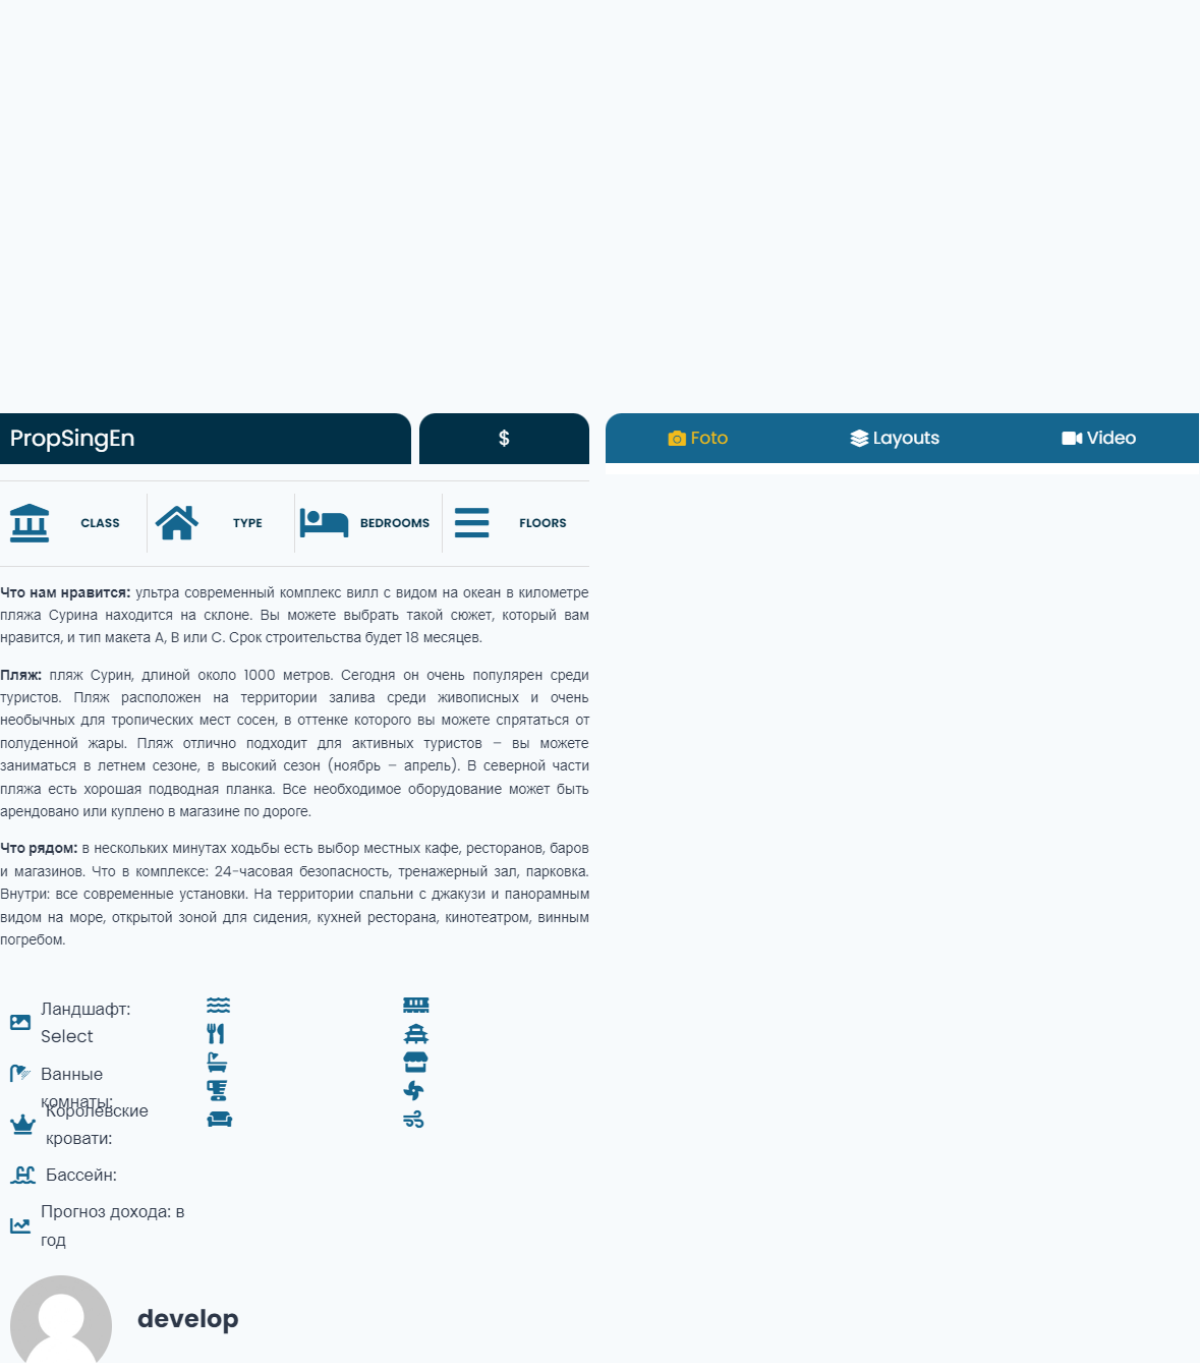 PropSingEn
$
Foto
Layouts
Video
CLASS
TYPE
BEDROOMS
FLOORS
Что нам нравится: ультра современный комплекс вилл с видом на океан в километре
пляжа Сурина находится на склоне. Вы можете выбрать такой сюжет, который вам
нравится, и тип макета А, В или С. Срок строительства будет 18 месяцев.
Пляж: пляж Сурин, длиной около 1000 метров. Сегодня он очень популярен среди
туристов. Пляж расположен на территории залива среди живописных и очень
необычных для тропических мест сосен, в оттенке которого вы можете спрятаться от
полуденной жары. Пляж отлично подходит для активных туристов – вы можете
заниматься в летнем сезоне, в высокий сезон (ноябрь – апрель). В северной части
пляжа есть хорошая подводная планка. Все необходимое оборудование может быть
арендовано или куплено в магазине по дороге.
Что рядом: в нескольких минутах ходьбы есть выбор местных кафе, ресторанов, баров
и магазинов. Что в комплексе: 24-часовая безопасность, тренажерный зал, парковка.
Внутри: все современные установки. На территории спальни с джакузи и панорамным
видом на море, открытой зоной для сидения, кухней ресторана, кинотеатром, винным
погребом.
Ландшафт:
Select
Ванные
комнаты:
Королевские
кровати:
Бассейн:
Прогноз дохода: в
год
develop